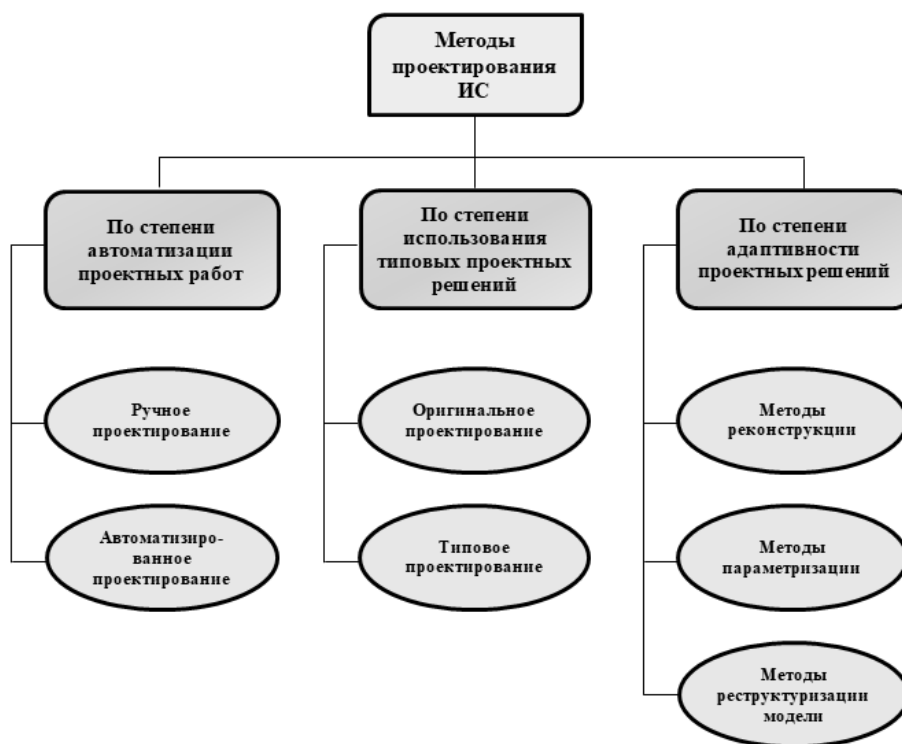 Методы
проектирования
ИС
По степени
автоматизации
проектных работ
По степени
использования
типовых проектных
решений
По степени
адаптивности
проектных решений
Ручное
проектирование
Оригинальное
проектирование
Методы
реконструкции
Автоматизиро-
ванное
проектирование
Типовое
проектирование
Методы
параметризации
Методы
реструктуризации
модели